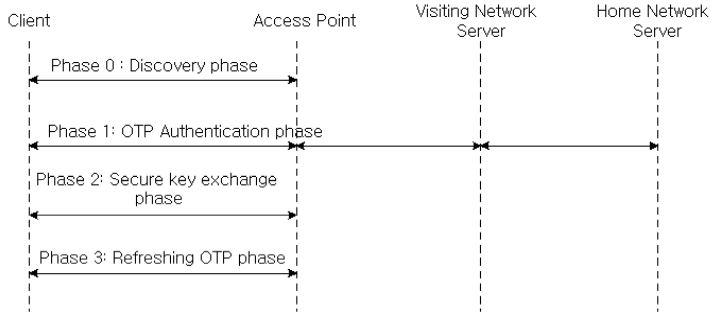 Client
Access Point
Visiting Network
Server
Home Network
Server
Phase 0 : Discovery phase
Phase 1: OTP Authentication phase
Phase 2: Secure key exchange
phase
Phase 3: Refreshing OTP phase